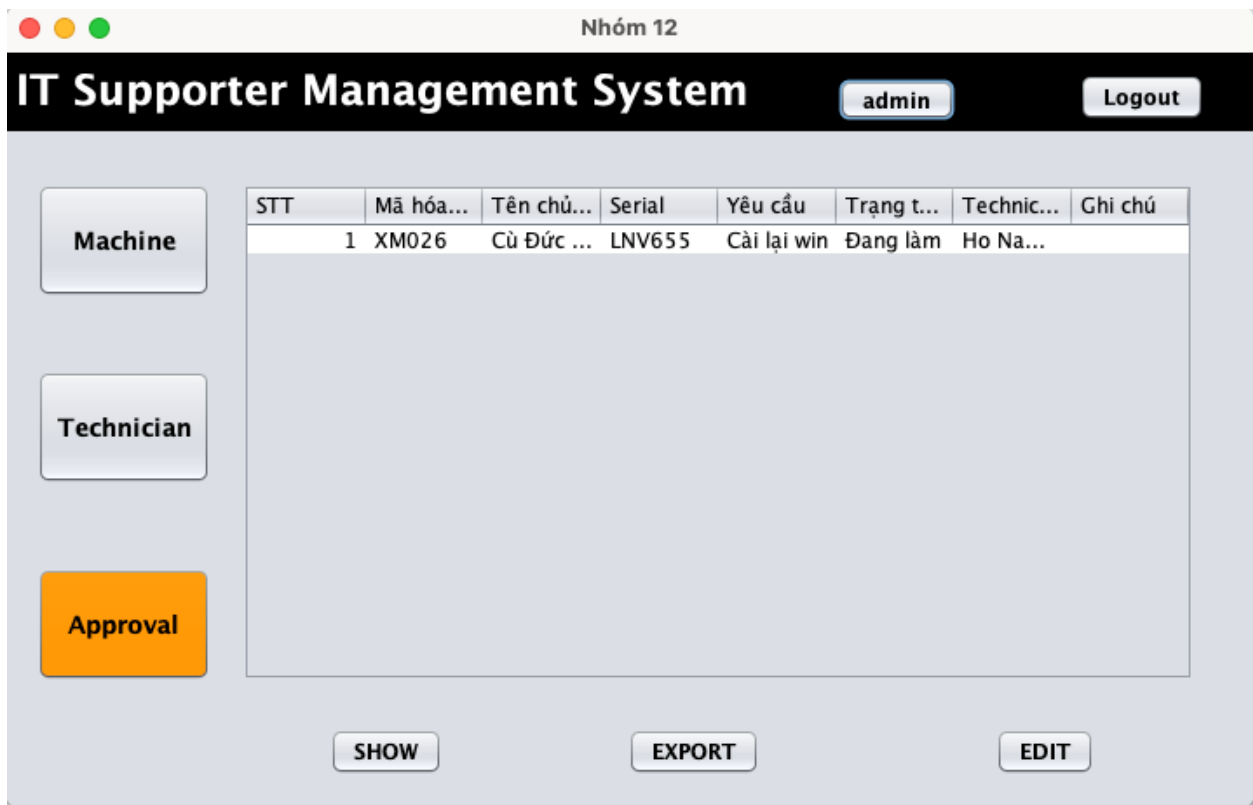 Nhóm 12
IT Supporter Management System admin Logout
Machine
Technician
Approval
STT Mã hóa... Tên chủ... Serial Yêu cầu Trạng t... Technic... Ghi chú
1 XM026 Cù Đức ... LNV655 Cài lại win Đang làm Ho Na...
SHOW EXPORT EDIT